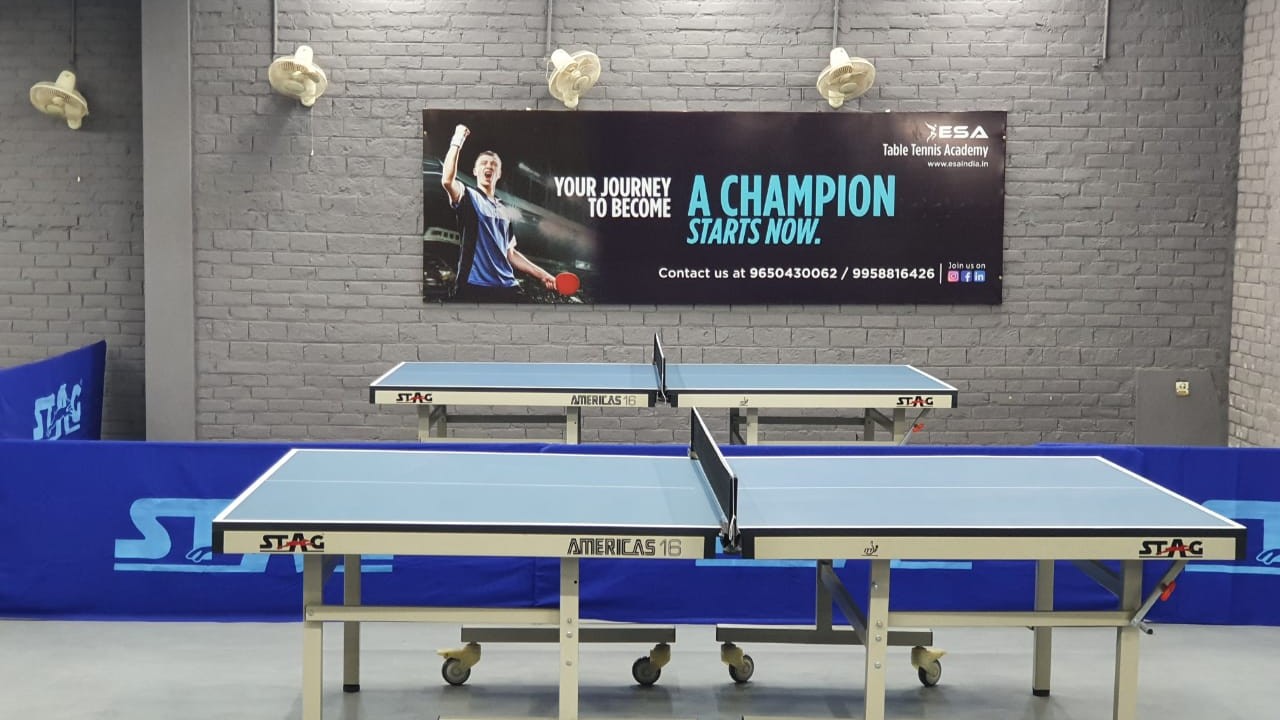 ESA
Table Tennis Academy
www.esaindia.in
YOUR JOURNEY
TO BECOME
A CHAMPION
STARTS NOW.
Contact us at 9650430062 / 9958816426
Join us on
STAG
AMERICAS 16
STAG
STAG
STAG
AMERICAS 16
STAG